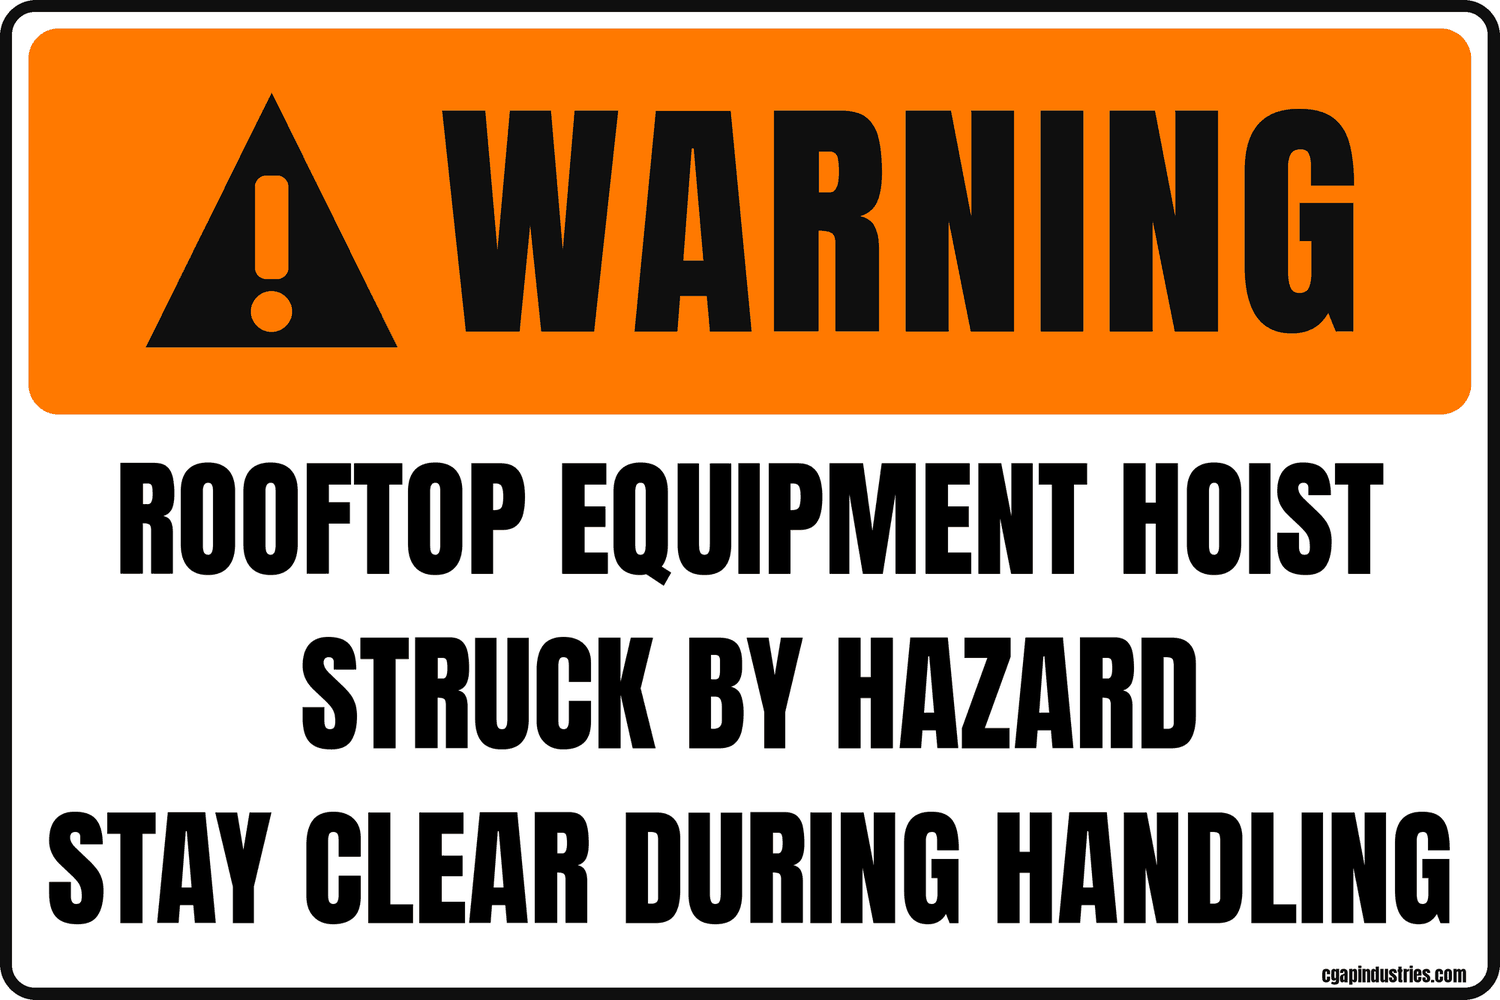 WARNING
ROOFTOP EQUIPMENT HOIST
STRUCK BY HAZARD
STAY CLEAR DURING HANDLING
cgapindustries.com